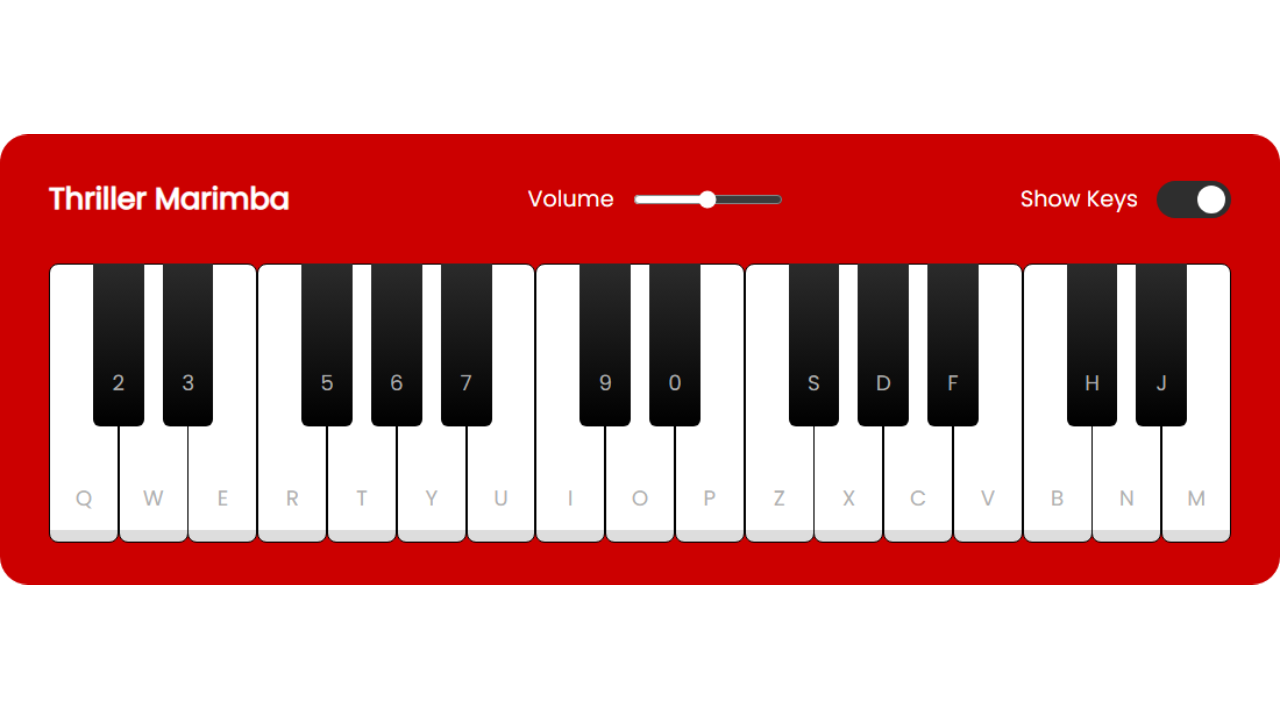 Thriller Marimba Volume Show Keys
2 3 5 6 7 9 0 S D F H J
Q W E R T Y U I O P Z X C V B N M